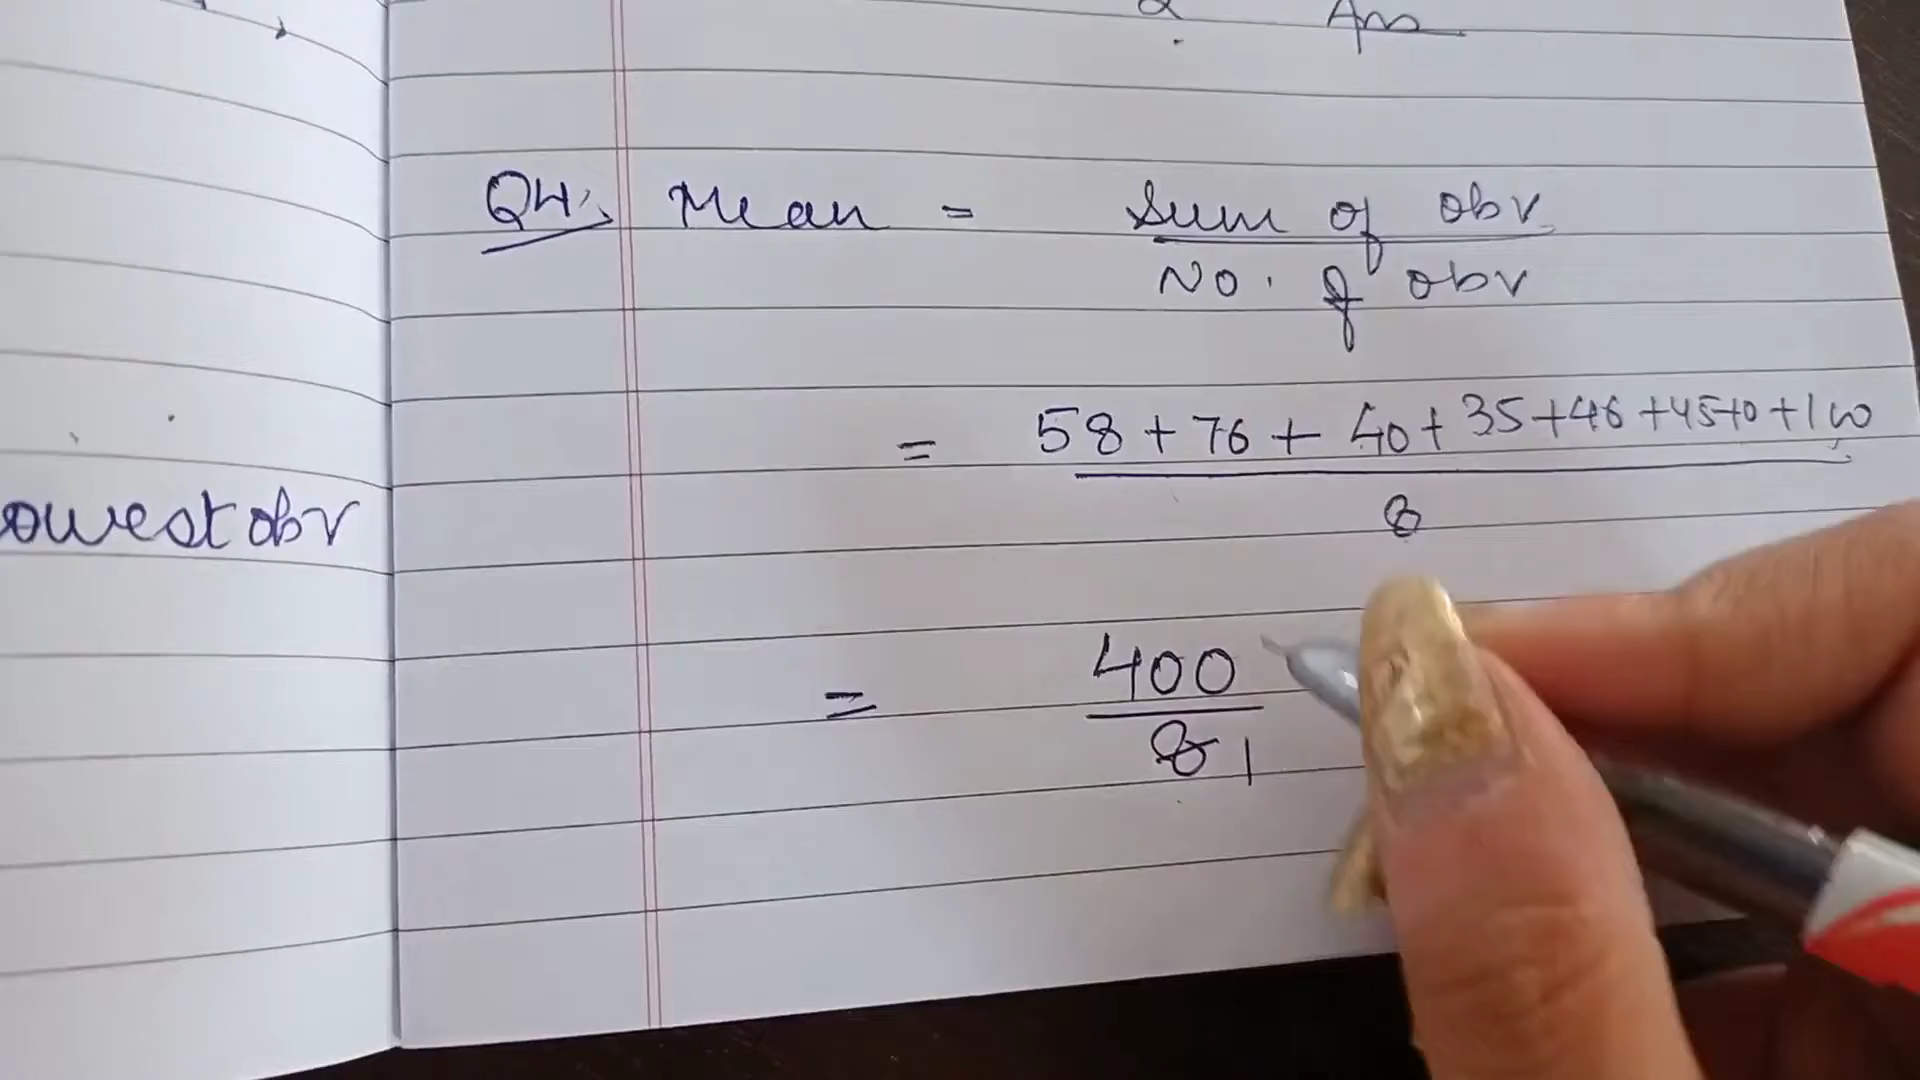 Ans
Q4, Mean = Sum of obv
No. of obv
= 58 + 76 + 40 + 35 + 46 + 45 + 0 + 100
8
owest obv
= 400
8 1